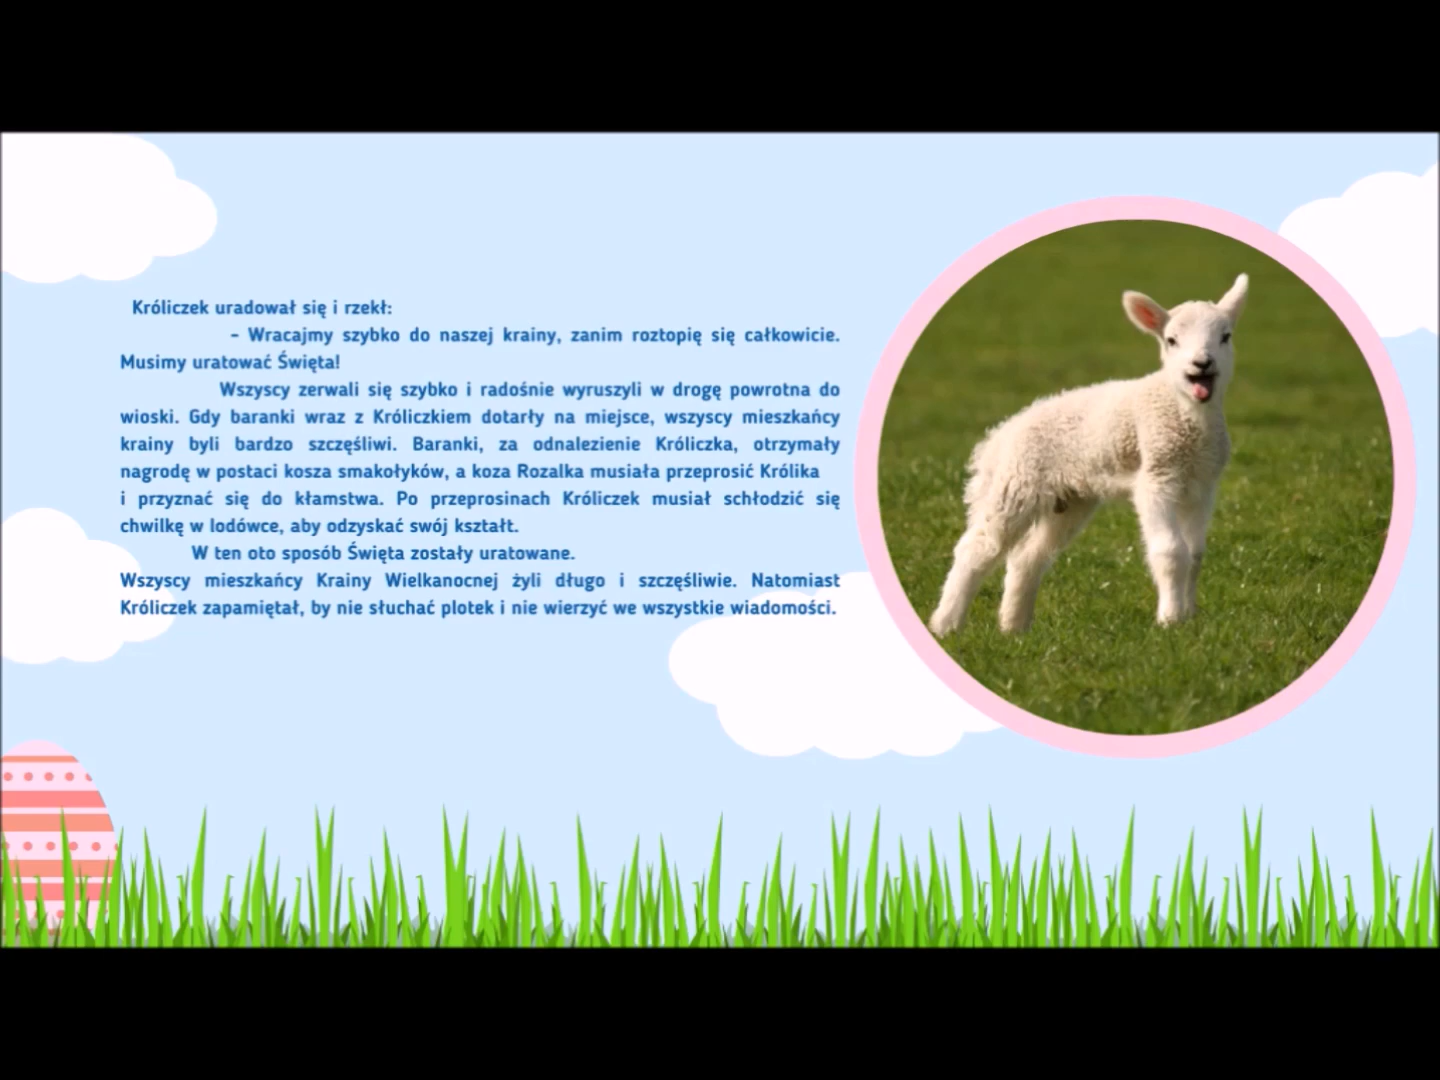 Króliczek uradował się i rzekł:
– Wracajmy szybko do naszej krainy, zanim roztopię się całkowicie.
Musimy uratować Święta!
Wszyscy zerwali się szybko i radośnie wyruszyli w drogę powrotna do
wioski. Gdy baranki wraz z Króliczkiem dotarły na miejsce, wszyscy mieszkańcy
krainy byli bardzo szczęśliwi. Baranki, za odnalezienie Króliczka, otrzymały
nagrodę w postaci kosza smakołyków, a koza Rozalka musiała przeprosić Królika
i przyznać się do kłamstwa. Po przeprosinach Króliczek musiał schłodzić się
chwilkę w lodówce, aby odzyskać swój kształt.
W ten oto sposób Święta zostały uratowane.
Wszyscy mieszkańcy Krainy Wielkanocnej żyli długo i szczęśliwie. Natomiast
Króliczek zapamiętał, by nie słuchać plotek i nie wierzyć we wszystkie wiadomości.